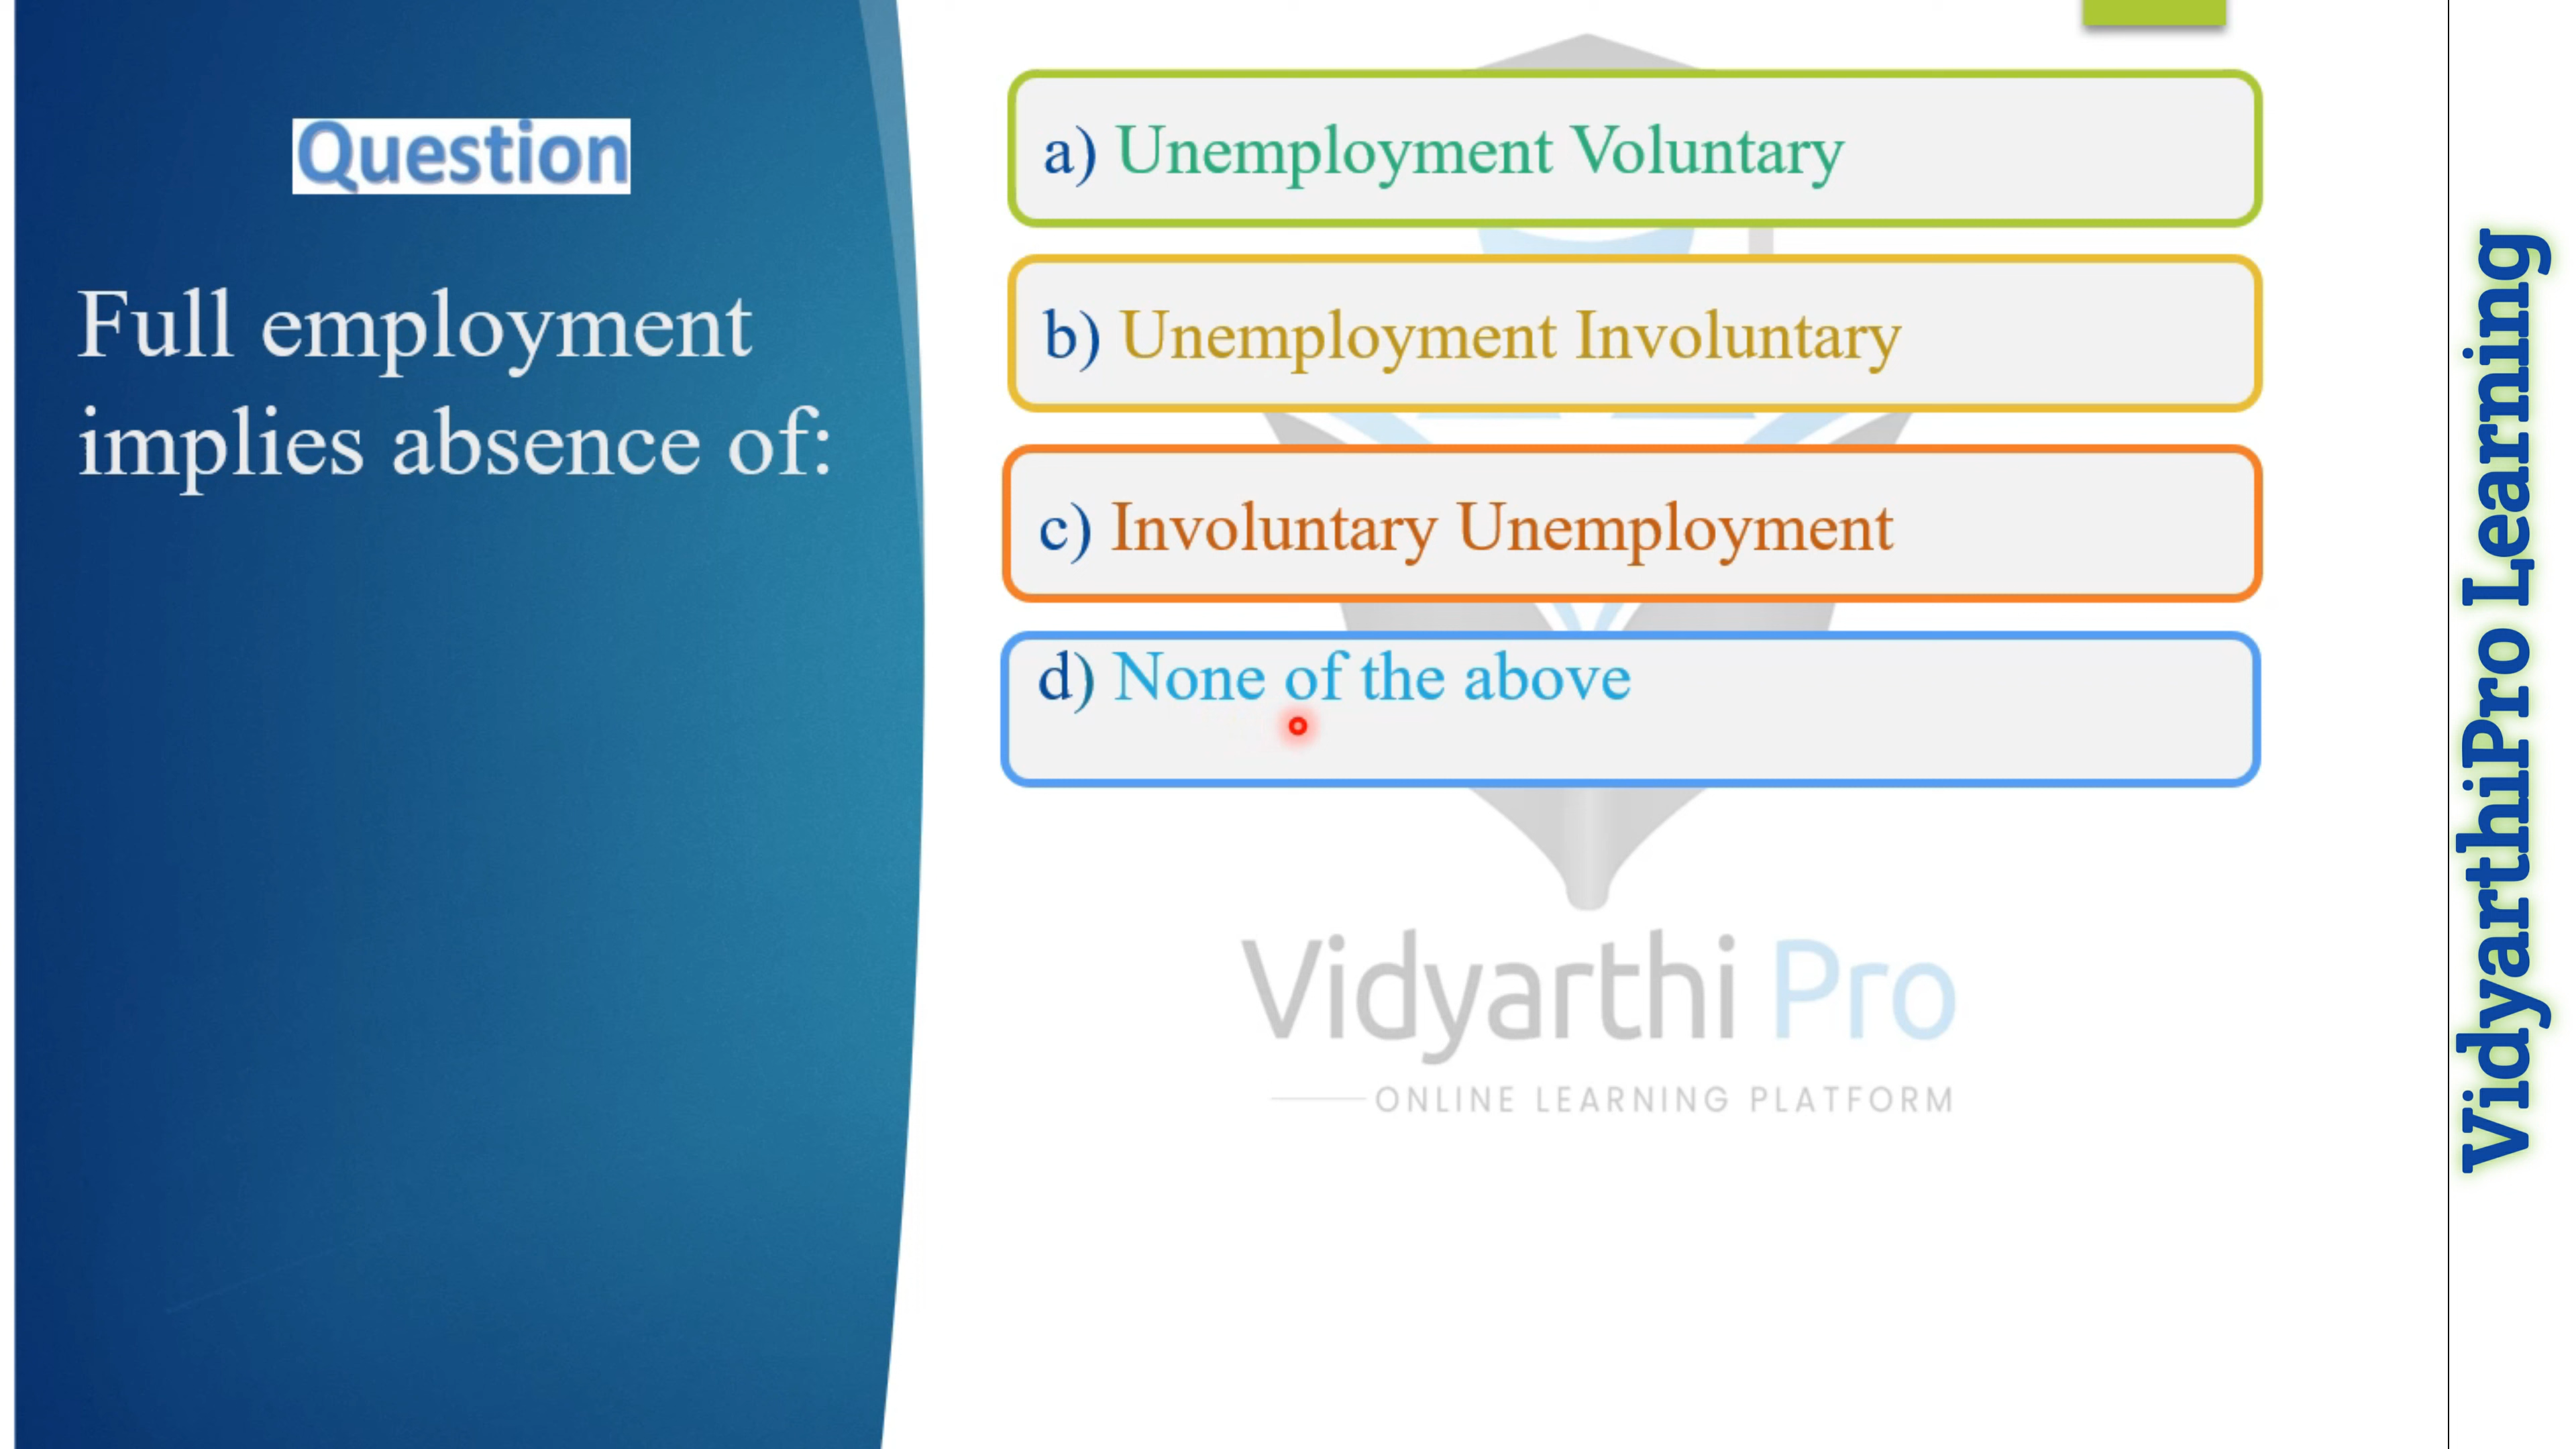 Question
Full employment
implies absence of:
a) Unemployment Voluntary
b) Unemployment Involuntary
c) Involuntary Unemployment
d) None of the above
Vidyarthi Pro
ONLINE LEARNING PLATFORM
VidyarthiPro Learning